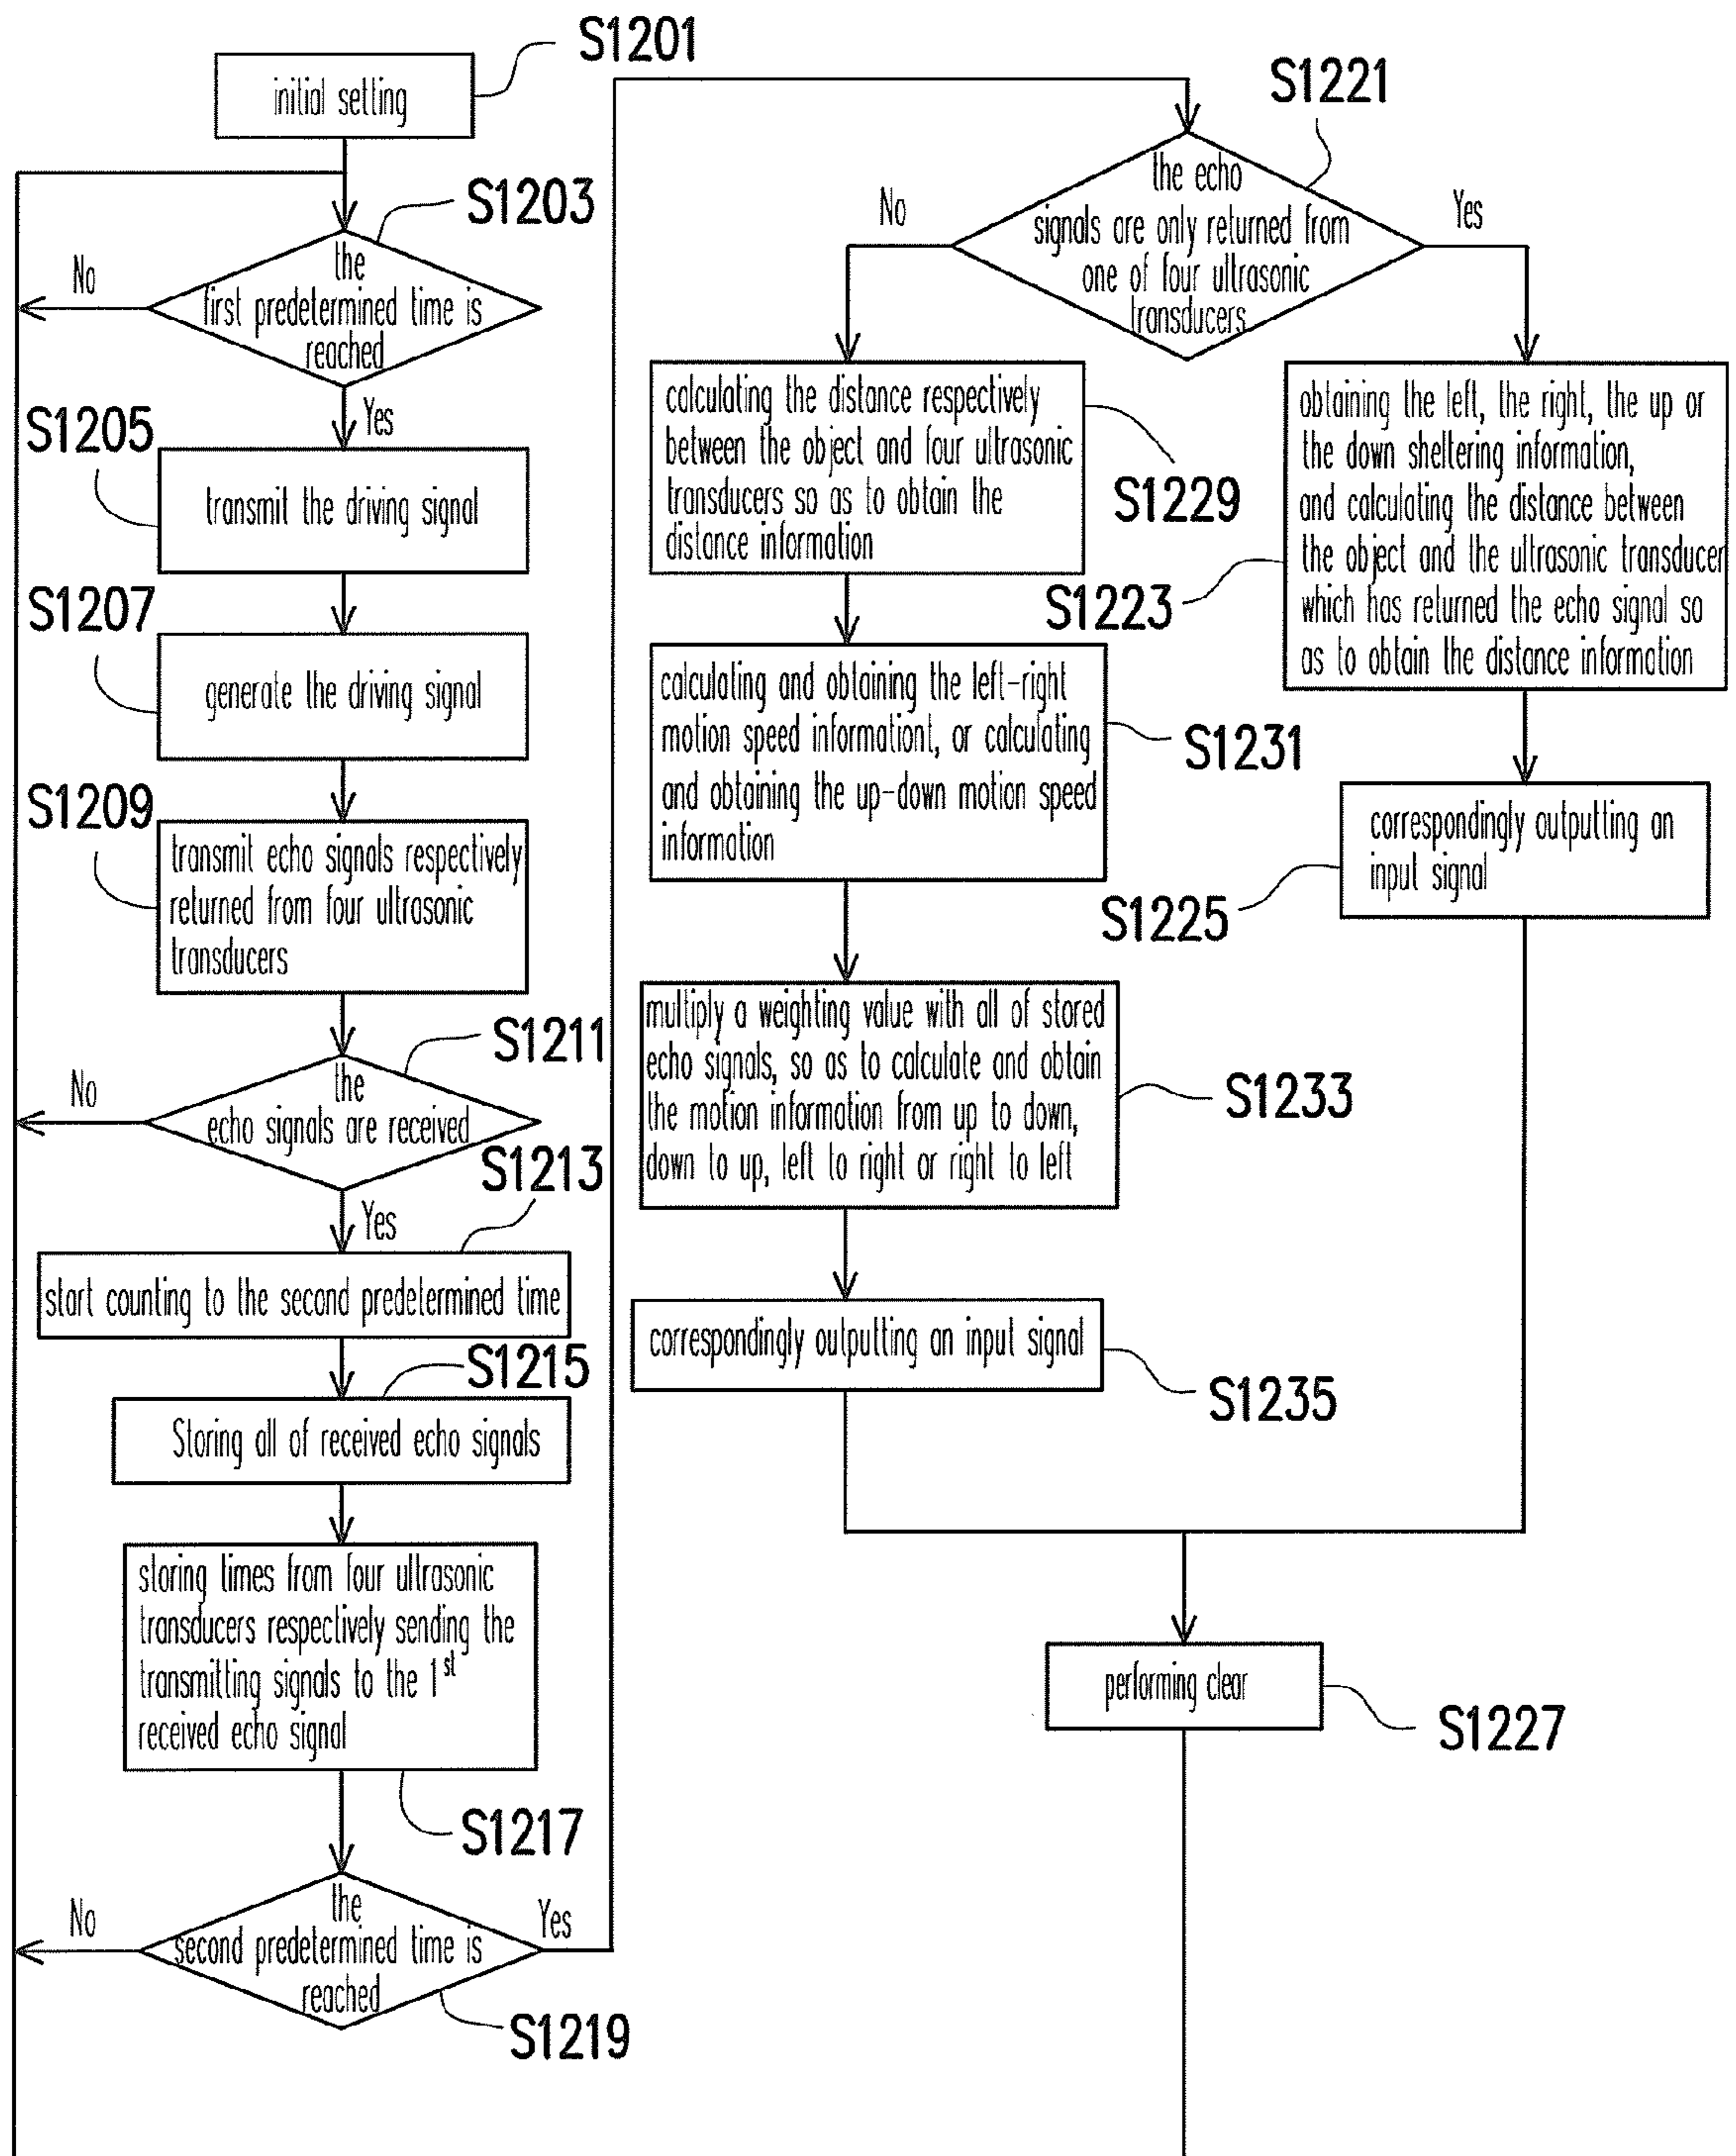 S1201
initial setting
S1203
the
first predetermined time is
reached
No
Yes
S1205
transmit the driving signal
S1207
generate the driving signal
S1209
transmit echo signals respectively
returned from four ultrasonic
transducers
S1211
the
echo signals are received
No
Yes
S1213
start counting to the second predetermined time
S1215
Storing all of received echo signals
storing times from four ultrasonic
transducers respectively sending the
transmitting signals to the 1st
received echo signal
S1217
the
second predetermined time is
reached
No
Yes
S1219
S1221
the echo
signals are only returned from
one of four ultrasonic
transducers
No
Yes
calculating the distance respectively
between the object and four ultrasonic
transducers so as to obtain the
distance information
S1229
obtaining the left, the right, the up or
the down sheltering information,
and calculating the distance between
the object and the ultrasonic transducer
which has returned the echo signal so
as to obtain the distance information
S1223
calculating and obtaining the left-right
motion speed informationt, or calculating
and obtaining the up-down motion speed
information
S1231
correspondingly outputting an
input signal
S1225
multiply a weighting value with all of stored
echo signals, so as to calculate and obtain
the motion information from up to down,
down to up, left to right or right to left
S1233
correspondingly outputting an input signal
S1235
performing clear
S1227